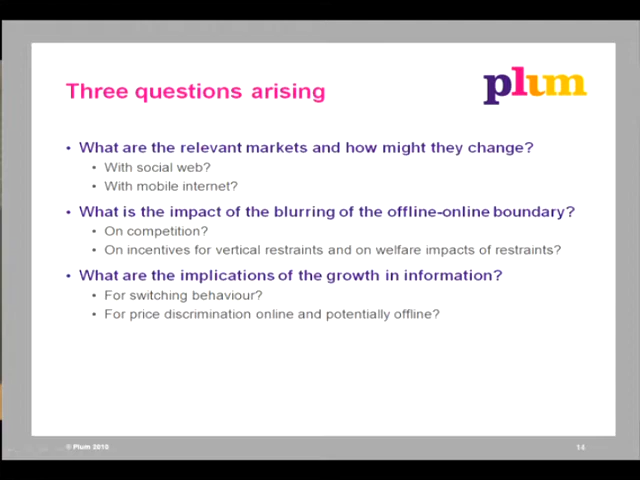 Three questions arising
plum
• What are the relevant markets and how might they change?
• With social web?
• With mobile internet?
• What is the impact of the blurring of the offline-online boundary?
• On competition?
• On incentives for vertical restraints and on welfare impacts of restraints?
• What are the implications of the growth in information?
• For switching behaviour?
• For price discrimination online and potentially offline?
© Plum 2010
14